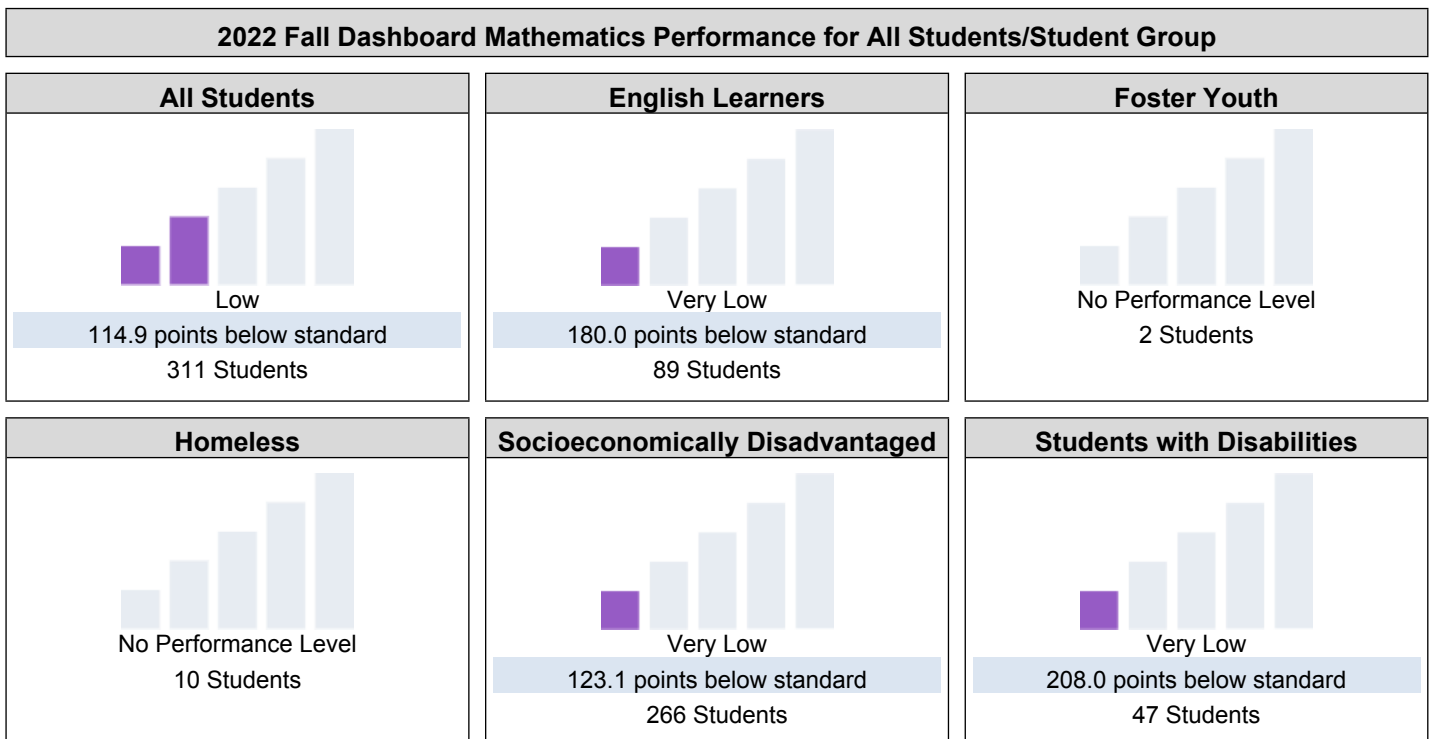 2022 Fall Dashboard Mathematics Performance for All Students/Student Group
All Students
Low
114.9 points below standard
311 Students
English Learners
Very Low
180.0 points below standard
89 Students
Foster Youth
No Performance Level
2 Students
Homeless
No Performance Level
10 Students
Socioeconomically Disadvantaged
Very Low
123.1 points below standard
266 Students
Students with Disabilities
Very Low
208.0 points below standard
47 Students